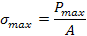 σ_max = P_max / A